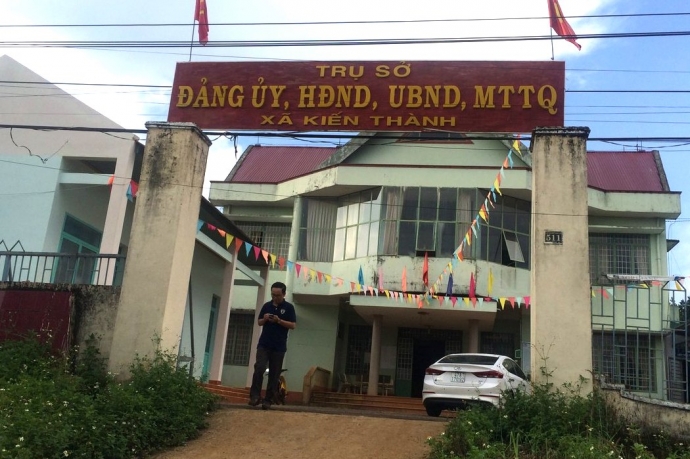 TRỤ SỞ
ĐẢNG ỦY, HĐND, UBND, MTTQ
XÃ KIẾN THÀNH
511